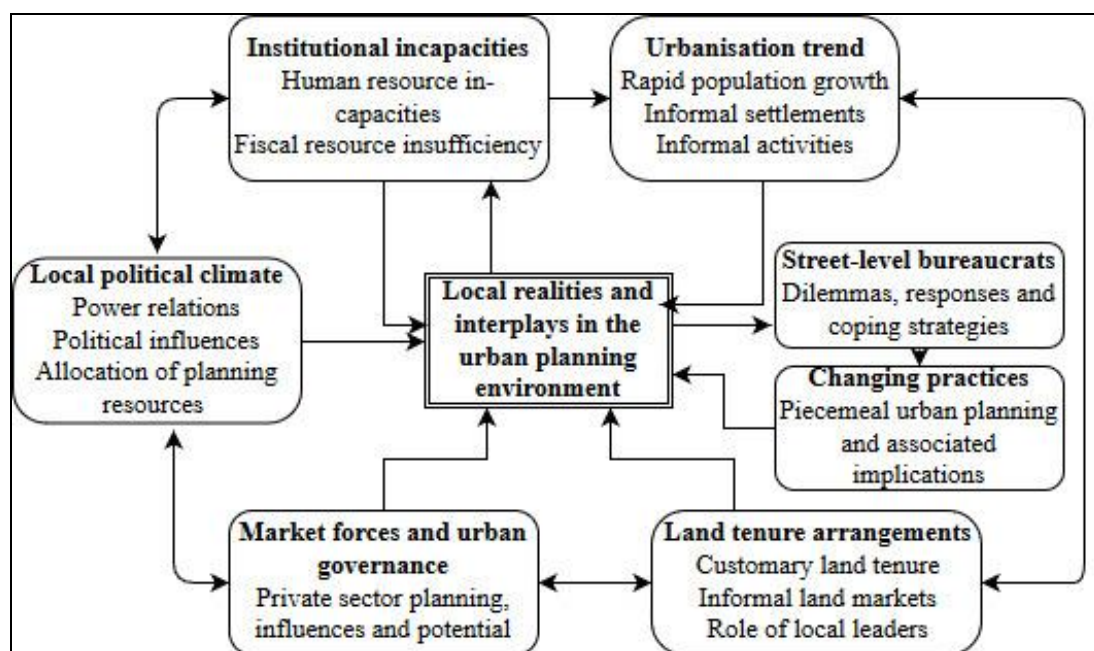 Institutional incapacities
Human resource in-
capacities
Fiscal resource insufficiency
Urbanisation trend
Rapid population growth
Informal settlements
Informal activities
Local political climate
Power relations
Political influences
Allocation of planning
resources
Local realities and
interplays in the
urban planning
environment
Street-level bureaucrats
Dilemmas, responses and
coping strategies
Changing practices
Piecemeal urban planning
and associated
implications
Market forces and urban
governance
Private sector planning,
influences and potential
Land tenure arrangements
Customary land tenure
Informal land markets
Role of local leaders